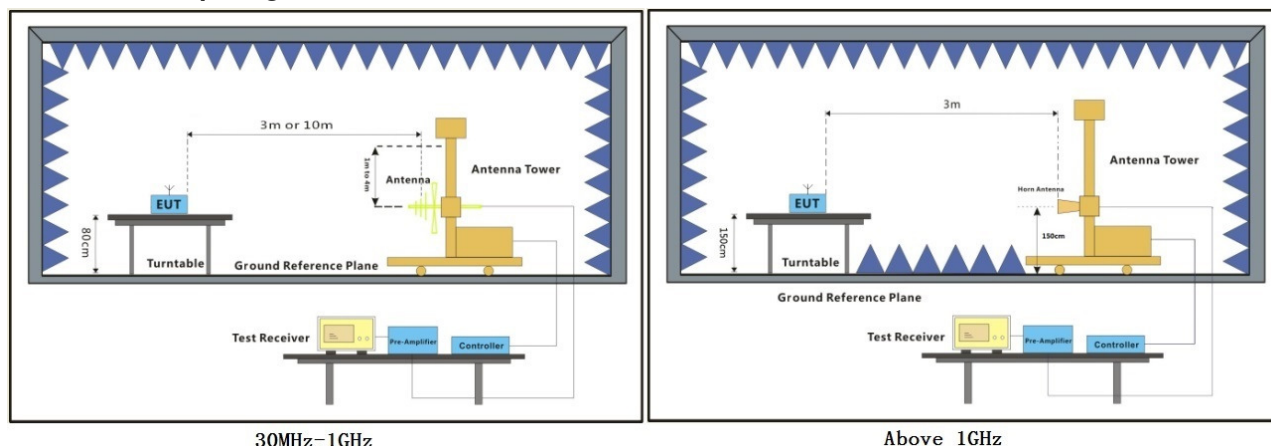 3m or 10m
1m to 4m
Antenna
Antenna Tower
EUT
80cm
Turntable
Ground Reference Plane
Test Receiver
Pre-Amplifier
Controller
30MHz-1GHz
3m
Antenna Tower
Horn Antenna
EUT
150cm
150cm
Turntable
Ground Reference Plane
Test Receiver
Pre-Amplifier
Controller
Above 1GHz